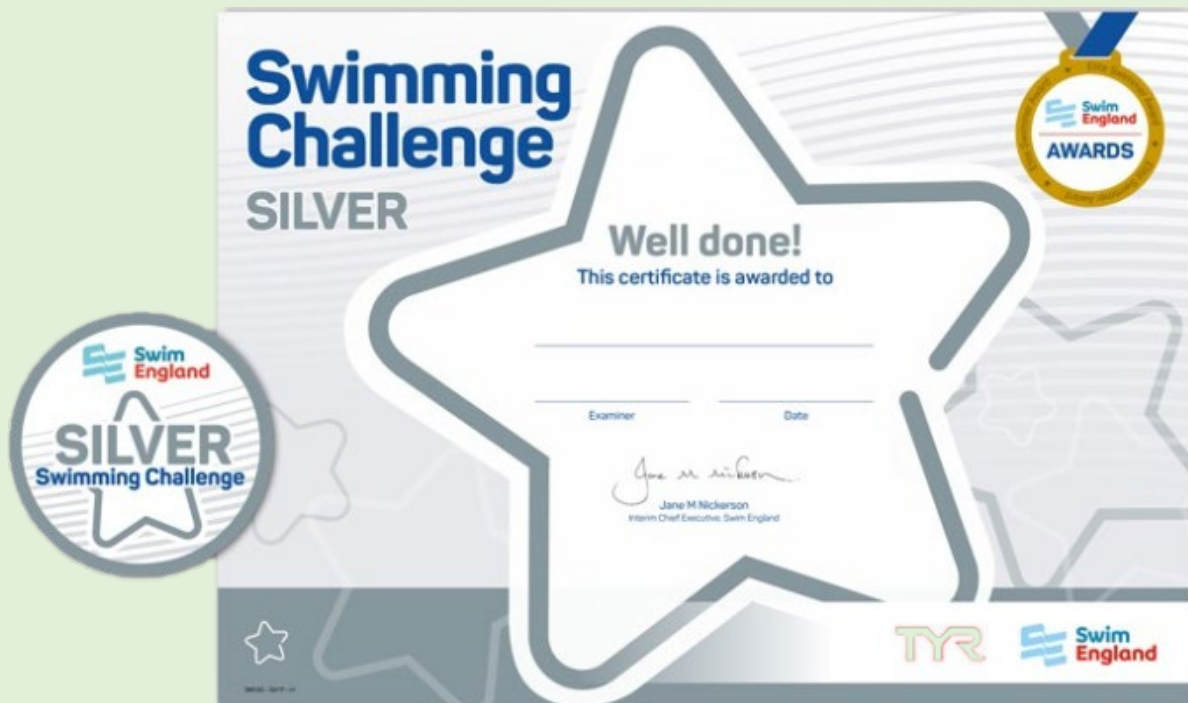 Swimming
Challenge
SILVER
Swim
England
AWARDS
Well done!
This certificate is awarded to
Examiner
Date
Jane M Nickerson
Interim Chief Executive, Swim England
Swim
England
SILVER
Swimming Challenge
TYR
Swim
England